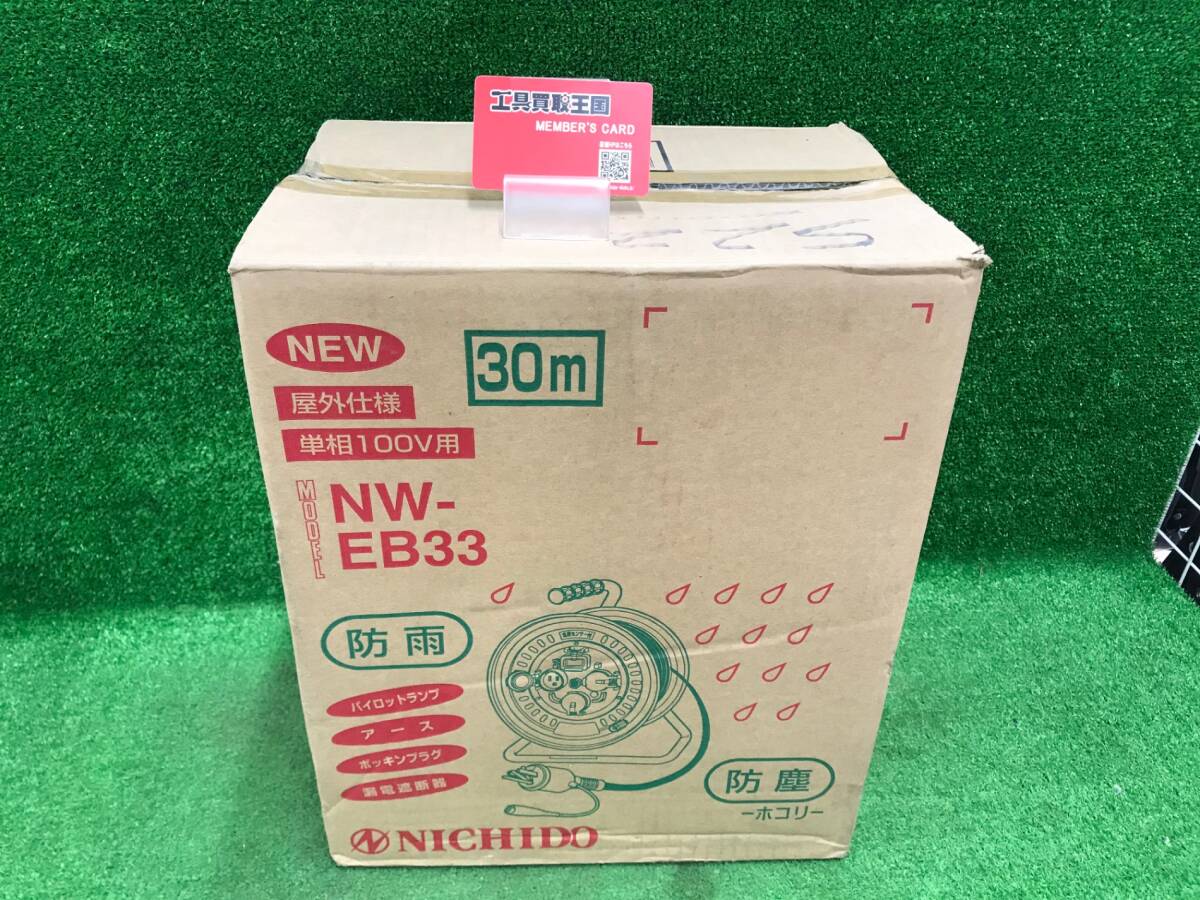 工具買取王国
MEMBER'S CARD
NEW
30m
屋外仕様
単相100V用
MODEL
NW-
EB33
防雨
パイロットランプ
アース
ポッキンプラグ
漏電遮断器
防塵
ーホコリー
NICHIDO